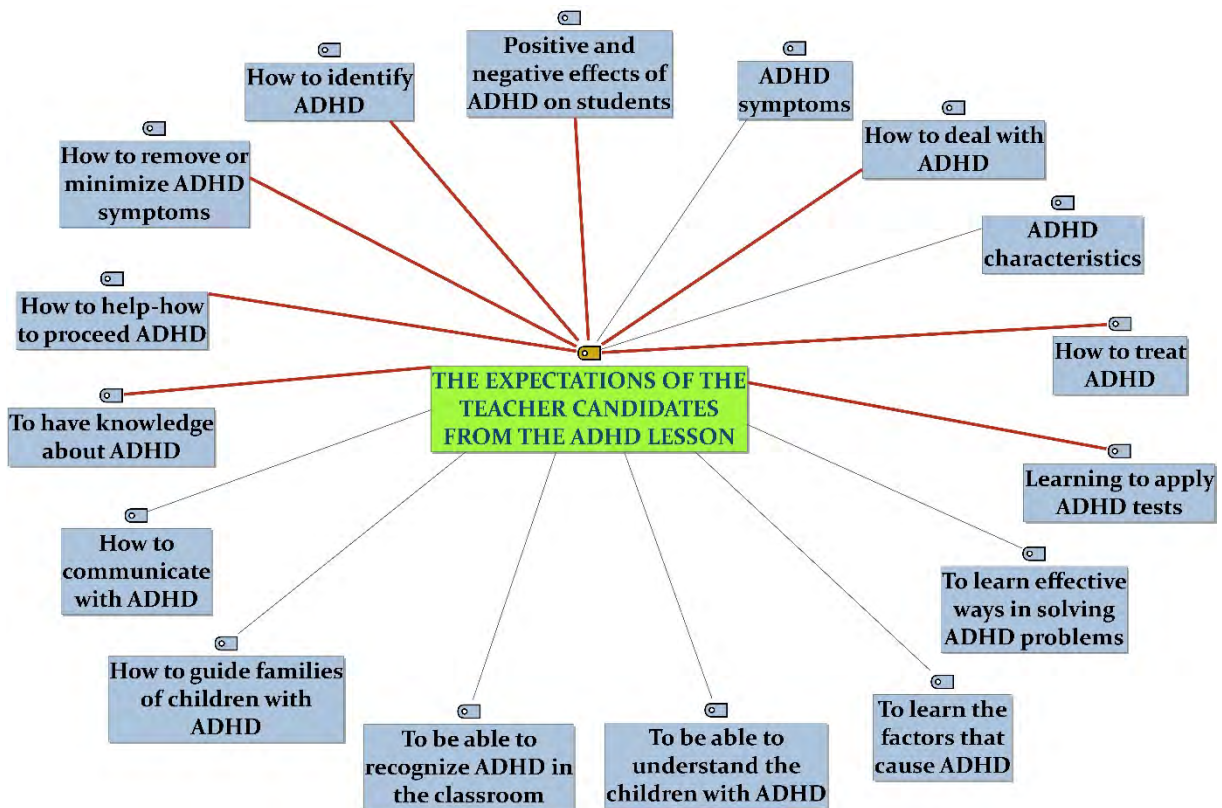 Positive and
negative effects of
ADHD on students
How to identify
ADHD
ADHD
symptoms
How to deal with
ADHD
How to remove or
minimize ADHD
symptoms
ADHD
characteristics
How to help-how
to proceed ADHD
How to treat
ADHD
THE EXPECTATIONS OF THE
TEACHER CANDIDATES
FROM THE ADHD LESSON
To have knowledge
about ADHD
Learning to apply
ADHD tests
How to
communicate
with ADHD
To learn effective
ways in solving
ADHD problems
How to guide families
of children with
ADHD
To learn the
factors that
cause ADHD
To be able to
recognize ADHD in
the classroom
To be able to
understand the
children with ADHD